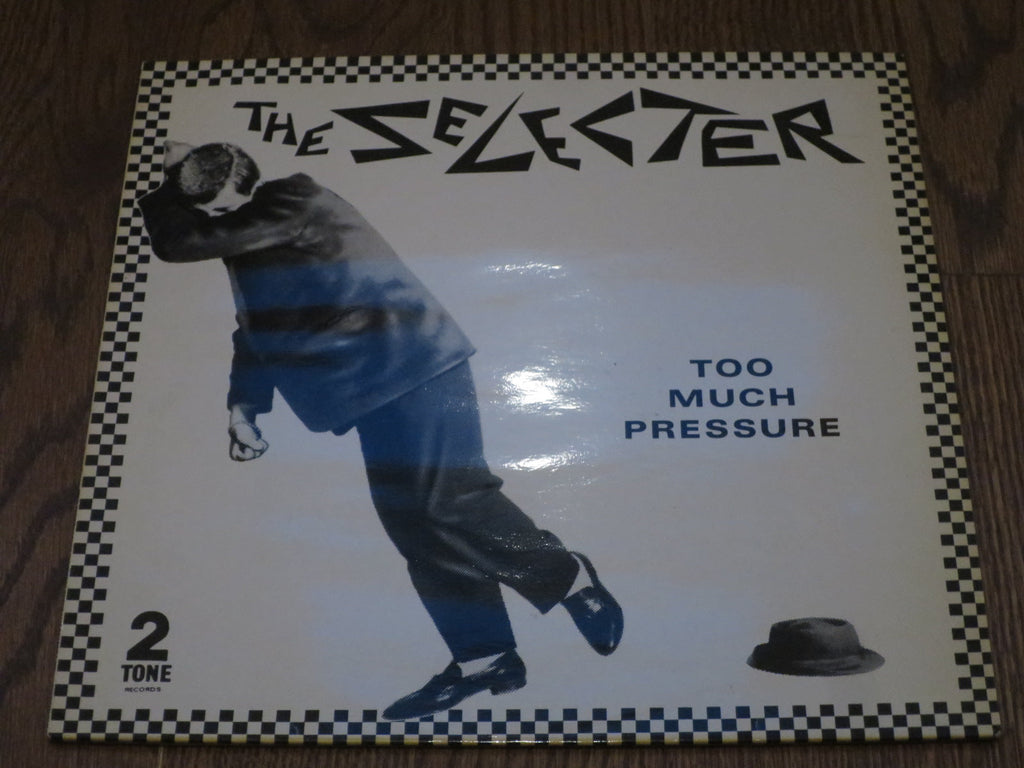 THE SELECTER
TOO
MUCH
PRESSURE
2
TONE
RECORDS